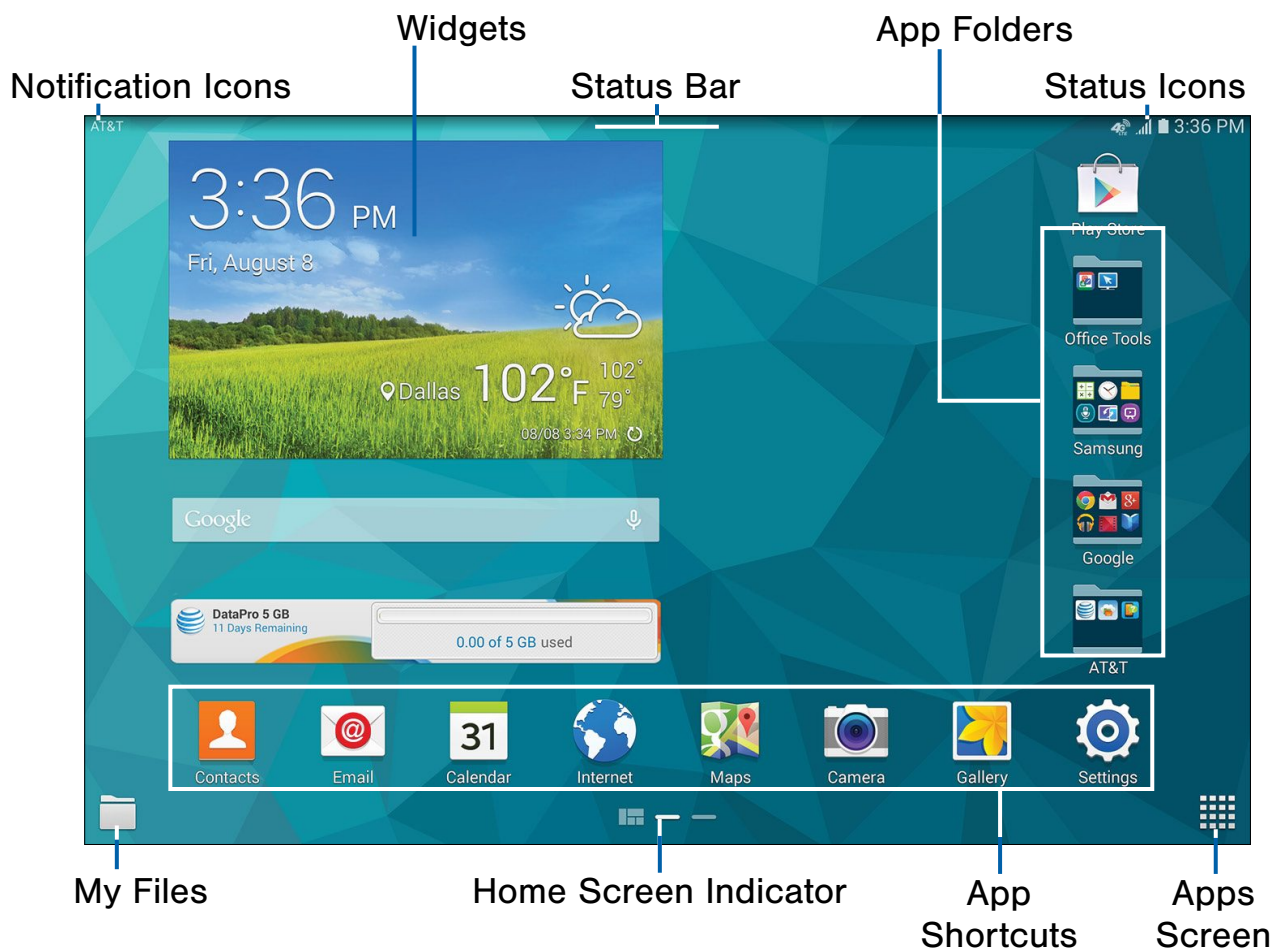 Widgets
App Folders
Notification Icons
Status Bar
Status Icons
AT&T
4G LTE
3:36 PM
3:36 PM
Fri, August 8
Dallas 102°F
102°
79°
08/08 3:34 PM
Play Store
Office Tools
Samsung
Google
DataPro 5 GB
11 Days Remaining
0.00 of 5 GB used
8+
Google
AT&T
@
31
g
Contacts
Email
Calendar
Internet
Maps
Camera
Gallery
Settings
My Files
Home Screen Indicator
App
Shortcuts
Apps
Screen